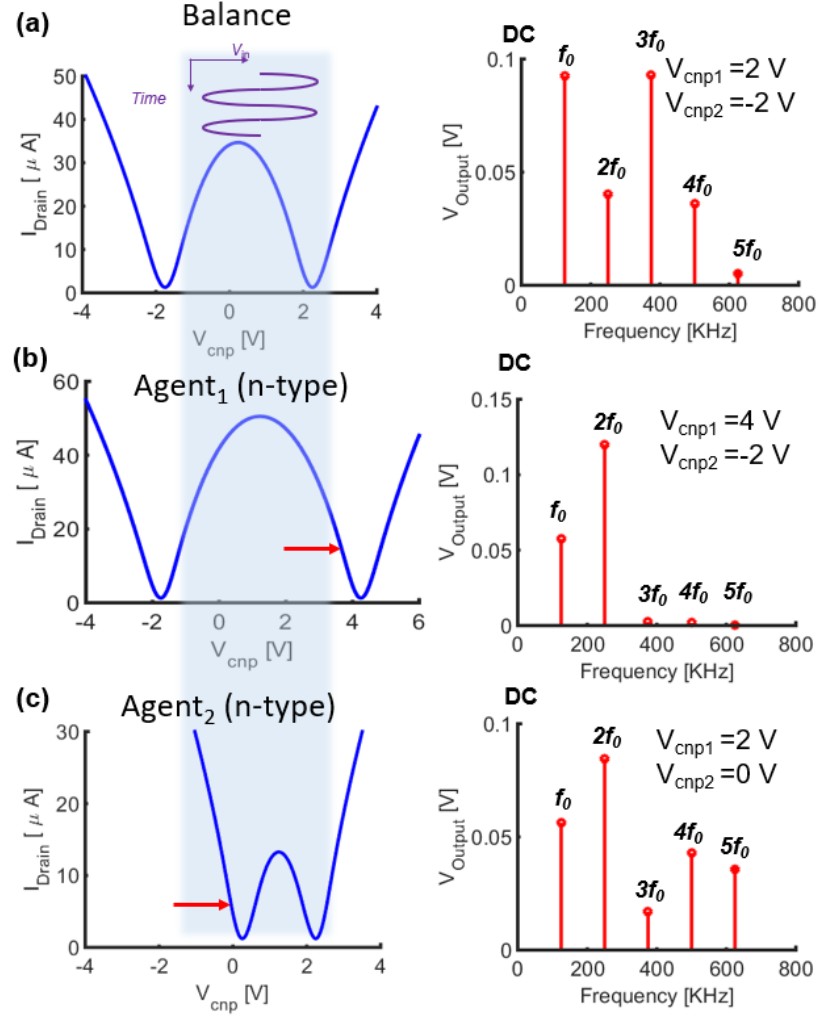 (a)
Balance
V_in
Time
50
40
30
20
10
0
I_Drain [ μ A]
-4
-2
0
2
4
V_cnp [V]
DC
0.1
0.05
0
V_Output [V]
f_0
2f_0
3f_0
4f_0
5f_0
V_cnp1 =2 V
V_cnp2 =-2 V
0
200
400
600
800
Frequency [KHz]
(b)
Agent_1 (n-type)
60
40
20
0
I_Drain [ μ A]
-4
-2
0
2
4
6
V_cnp [V]
DC
0.15
0.1
0.05
0
V_Output [V]
f_0
2f_0
3f_0
4f_0
5f_0
V_cnp1 =4 V
V_cnp2 =-2 V
0
200
400
600
800
Frequency [KHz]
(c)
Agent_2 (n-type)
30
20
10
0
I_Drain [ μ A]
-4
-2
0
2
4
V_cnp [V]
DC
0.1
0.05
0
V_Output [V]
f_0
2f_0
3f_0
4f_0
5f_0
V_cnp1 =2 V
V_cnp2 =0 V
0
200
400
600
800
Frequency [KHz]